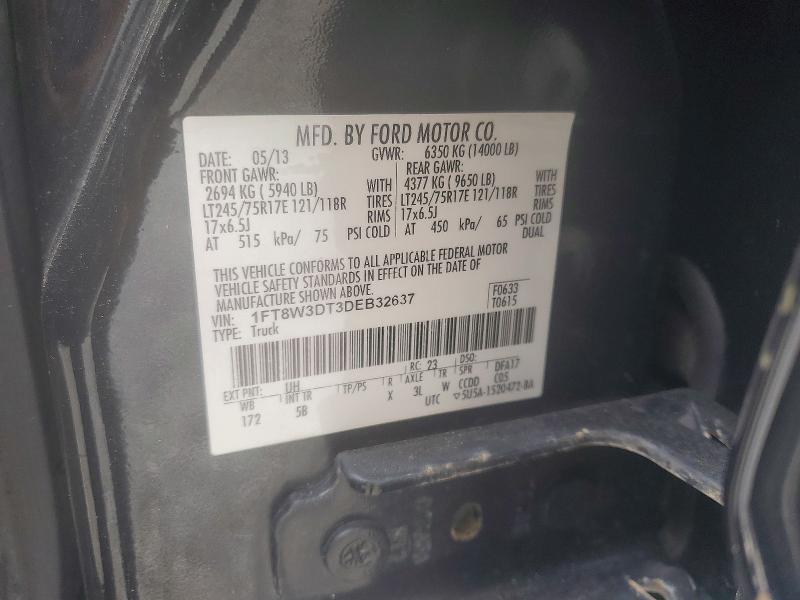 MFD. BY FORD MOTOR CO.
DATE: 05/13 GVWR: 6350 KG (14000 LB)
FRONT GAWR: REAR GAWR:
2694 KG ( 5940 LB) WITH 4377 KG ( 9650 LB) WITH
LT245/75R17E 121/118R TIRES LT245/75R17E 121/118R TIRES
17x6.5J RIMS 17x6.5J RIMS
AT 515 kPa/ 75 PSI COLD AT 450 kPa/ 65 PSI COLD
DUAL
THIS VEHICLE CONFORMS TO ALL APPLICABLE FEDERAL MOTOR
VEHICLE SAFETY STANDARDS IN EFFECT ON THE DATE OF
MANUFACTURE SHOWN ABOVE.
VIN: 1FT8W3DT3DEB32637 F0633
TYPE: Truck T0615
EXT PNT: UH RC: 23 DSO:
WB INT TR TP/PS R AXLE TR SPR DFA17
172 5B X 3L W CCDD C05
UTC ▽5U5A-1520472-BA